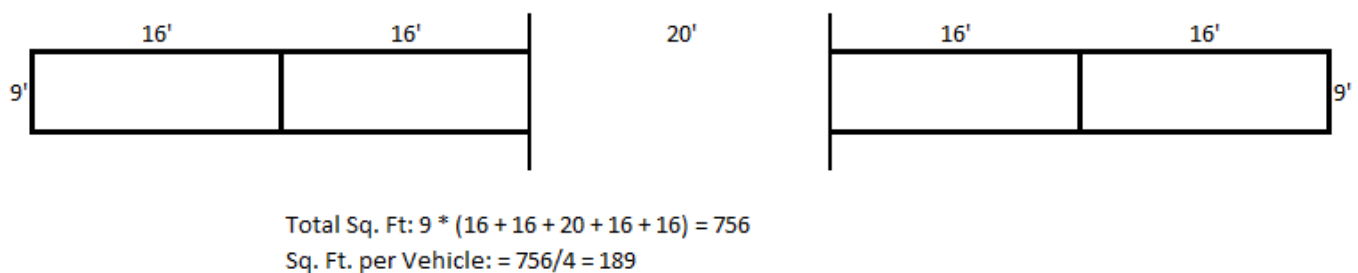 16' 16' 20' 16' 16'
9' 9'
Total Sq. Ft: 9 * (16 + 16 + 20 + 16 + 16) = 756
Sq. Ft. per Vehicle: = 756/4 = 189